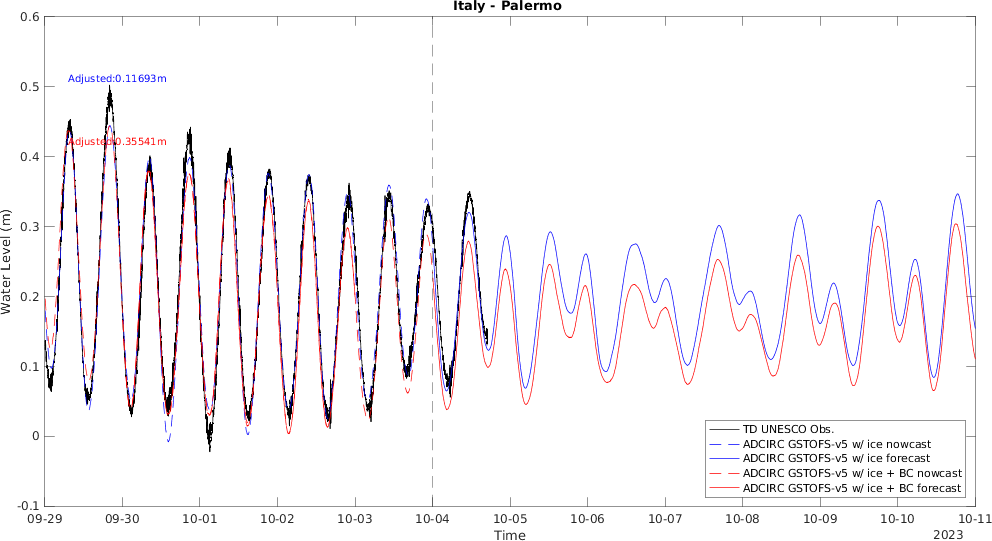 Italy - Palermo
Water Level (m)
0.6
0.5
0.4
0.3
0.2
0.1
0
-0.1
Adjusted:0.11693m
Adjusted:0.35541m
TD UNESCO Obs.
ADCIRC GSTOFS-v5 w/ ice nowcast
ADCIRC GSTOFS-v5 w/ ice forecast
ADCIRC GSTOFS-v5 w/ ice + BC nowcast
ADCIRC GSTOFS-v5 w/ ice + BC forecast
09-29 09-30 10-01 10-02 10-03 10-04 10-05 10-06 10-07 10-08 10-09 10-10 10-11
Time
2023